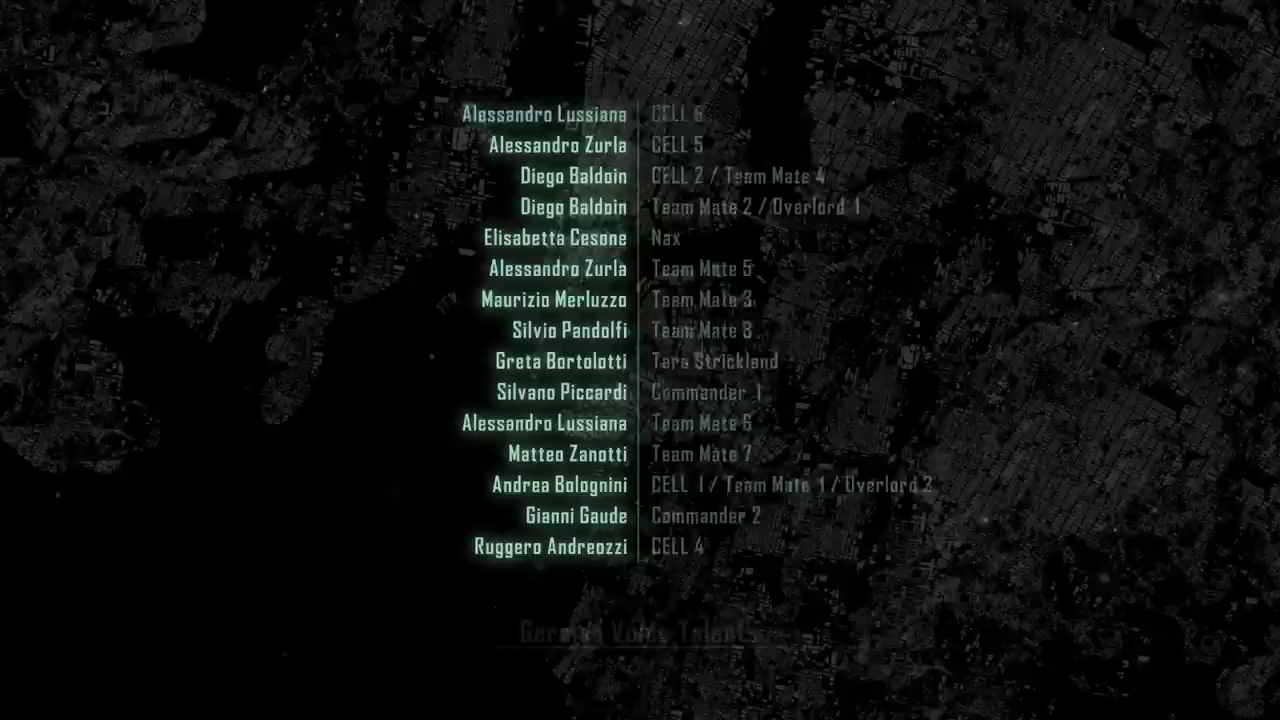 Alessandro Lussiana CELL 6
Alessandro Zurla CELL 5
Diego Baldoin CELL 2 / Team Mate 4
Diego Baldoin Team Mate 2 / Overlord 1
Elisabetta Cesone Nax
Alessandro Zurla Team Mate 5
Maurizio Merluzzo Team Mate 3
Silvio Pandolfi Team Mate 8
Greta Bortolotti Tara Strickland
Silvano Piccardi Commander 1
Alessandro Lussiana Team Mate 6
Matteo Zanotti Team Mate 7
Andrea Bolognini CELL 1 / Team Mate 1 / Overlord 2
Gianni Gaude Commander 2
Ruggero Andreozzi CELL 4
German Voice Talents